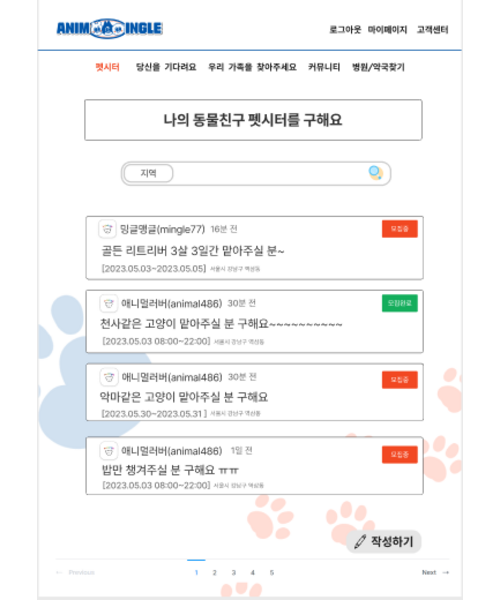 ANIM INGLE
로그아웃 마이페이지 고객센터
펫시터 당신을 기다려요 우리 가족을 찾아주세요 커뮤니티 병원/약국찾기
나의 동물친구 펫시터를 구해요
지역
밍글맹글(mingle77) 16분 전 모집중
골든 리트리버 3살 3일간 맡아주실 분~
[2023.05.03~2023.05.05] 서울시 강남구 역삼동
애니멀러버(animal486) 30분 전 모집완료
천사같은 고양이 맡아주실 분 구해요~~~~~~~~~~
[2023.05.03 08:00~22:00] 서울시 강남구 역삼동
애니멀러버(animal486) 30분 전 모집중
악마같은 고양이 맡아주실 분 구해요
[2023.05.30~2023.05.31 ] 서울시 강남구 역삼동
애니멀러버(animal486) 1일 전 모집중
밥만 챙겨주실 분 구해요 ㅠㅠ
[2023.05.03 08:00~22:00] 서울시 강남구 역삼동
작성하기
← Previous 1 2 3 4 5 Next →